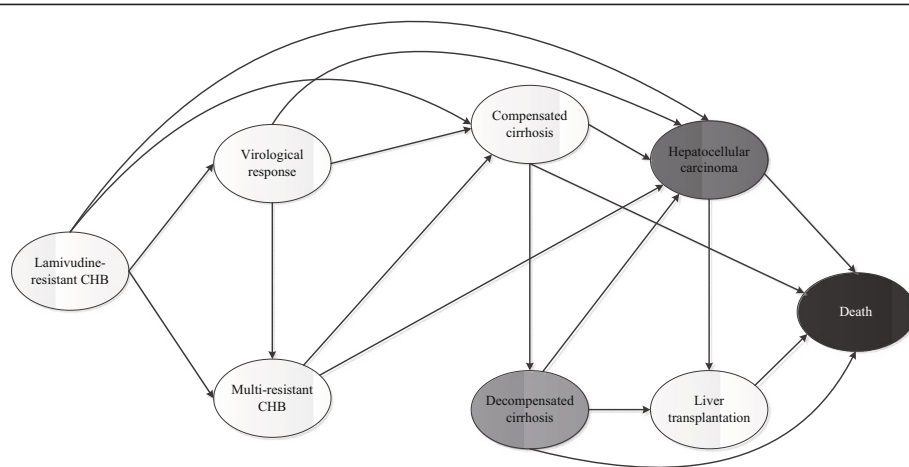 Compensated
cirrhosis
Virological
response
Hepatocellular
carcinoma
Lamivudine-
resistant CHB
Death
Multi-resistant
CHB
Decompensated
cirrhosis
Liver
transplantation